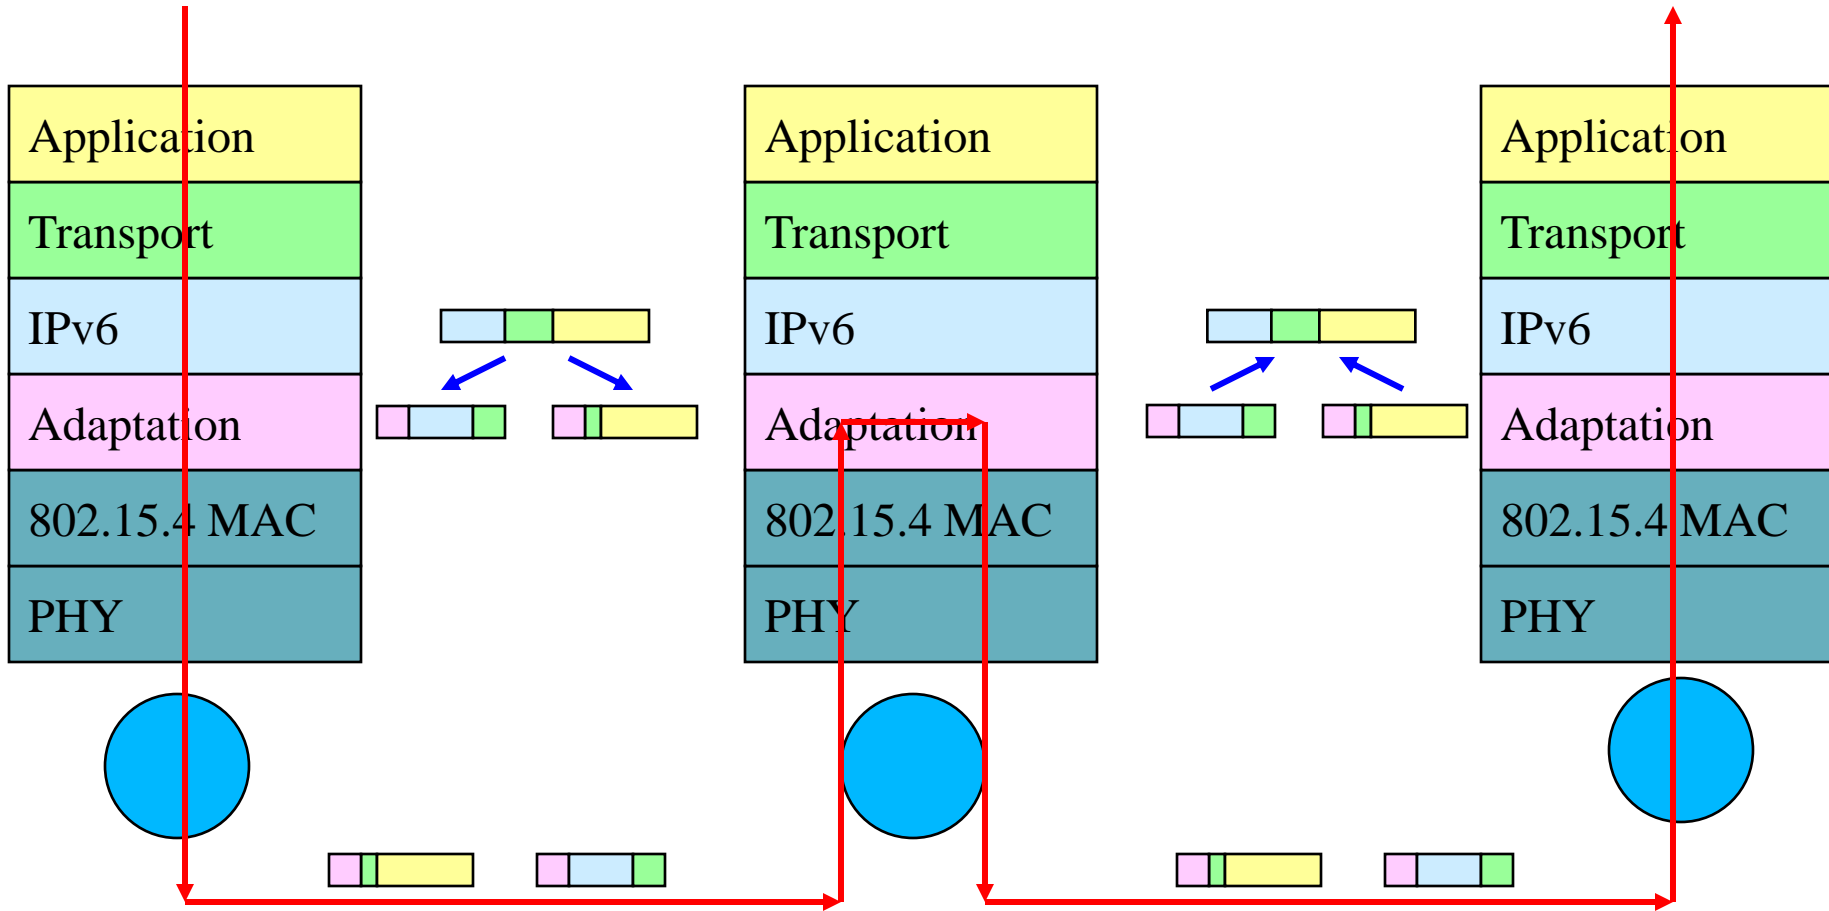 Application
Transport
IPv6
Adaptation
802.15.4 MAC
PHY
Application
Transport
IPv6
Adaptation
802.15.4 MAC
PHY
Application
Transport
IPv6
Adaptation
802.15.4 MAC
PHY